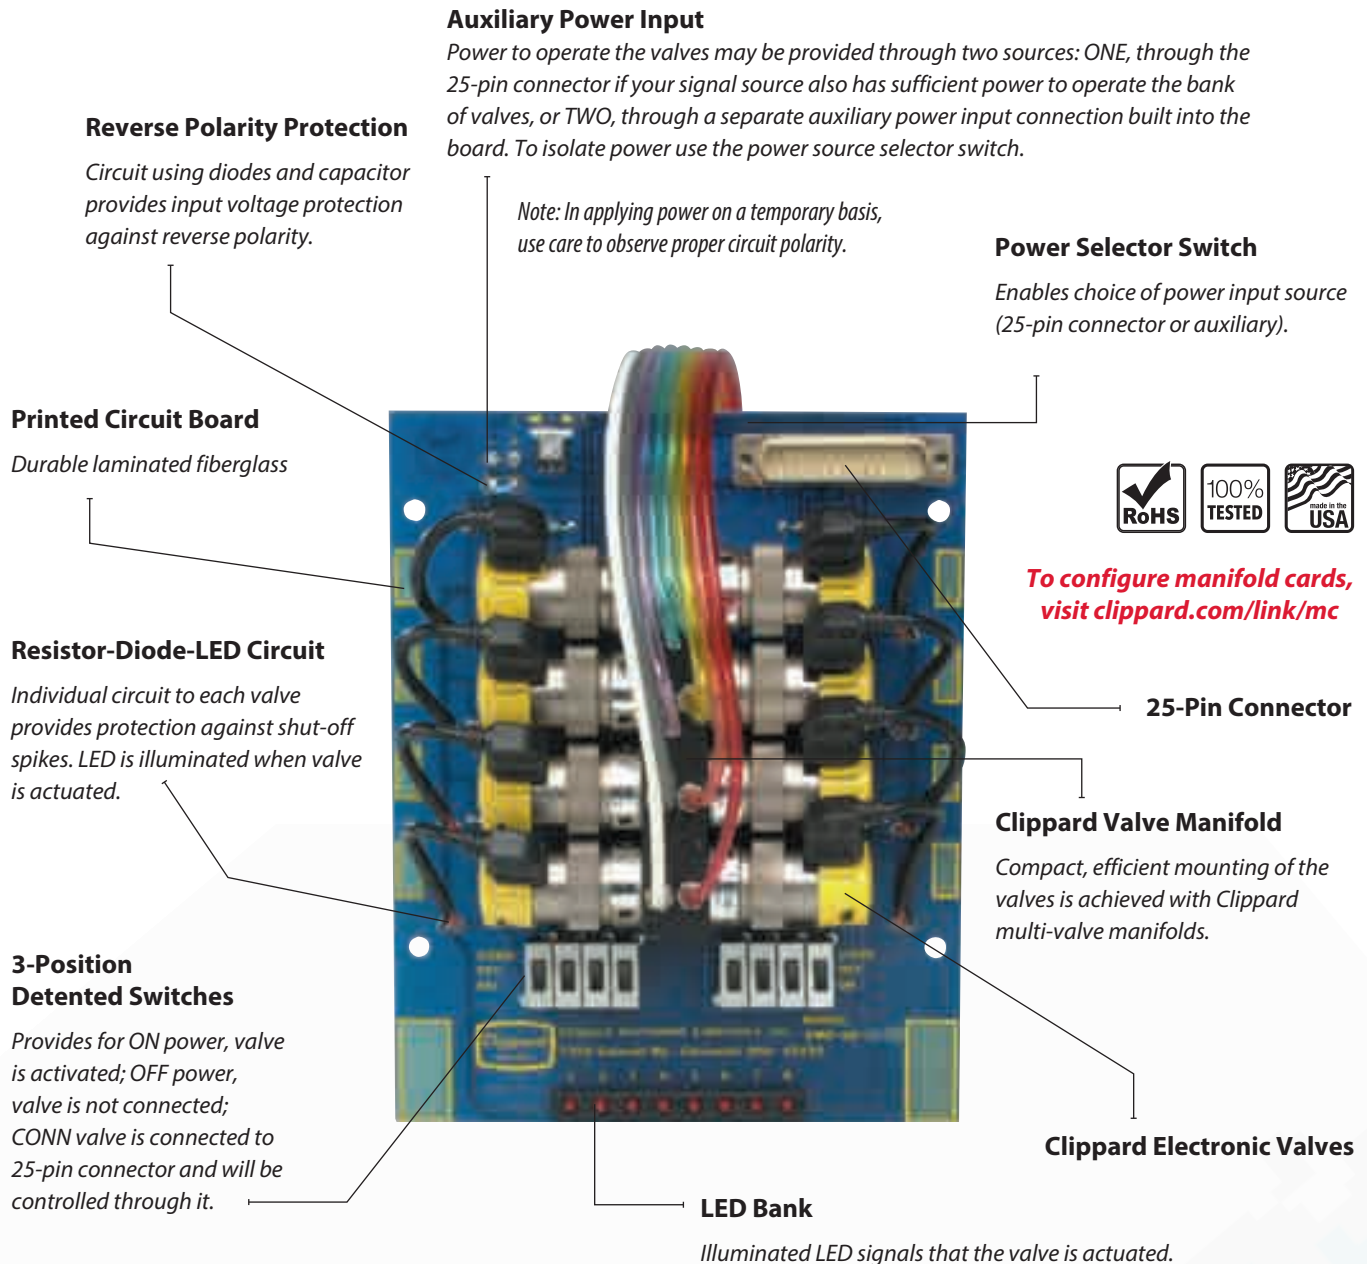 Auxiliary Power Input
Power to operate the valves may be provided through two sources: ONE, through the
25-pin connector if your signal source also has sufficient power to operate the bank
of valves, or TWO, through a separate auxiliary power input connection built into the
board. To isolate power use the power source selector switch.
Note: In applying power on a temporary basis,
use care to observe proper circuit polarity.
Reverse Polarity Protection
Circuit using diodes and capacitor
provides input voltage protection
against reverse polarity.
Power Selector Switch
Enables choice of power input source
(25-pin connector or auxiliary).
Printed Circuit Board
Durable laminated fiberglass
RoHS
100%
TESTED
made in the
USA
To configure manifold cards,
visit clippard.com/link/mc
Resistor-Diode-LED Circuit
Individual circuit to each valve
provides protection against shut-off
spikes. LED is illuminated when valve
is actuated.
25-Pin Connector
Clippard Valve Manifold
Compact, efficient mounting of the
valves is achieved with Clippard
multi-valve manifolds.
3-Position
Detented Switches
Provides for ON power, valve
is activated; OFF power,
valve is not connected;
CONN valve is connected to
25-pin connector and will be
controlled through it.
1 2 3 4 5 6 7 8
Clippard Electronic Valves
LED Bank
Illuminated LED signals that the valve is actuated.